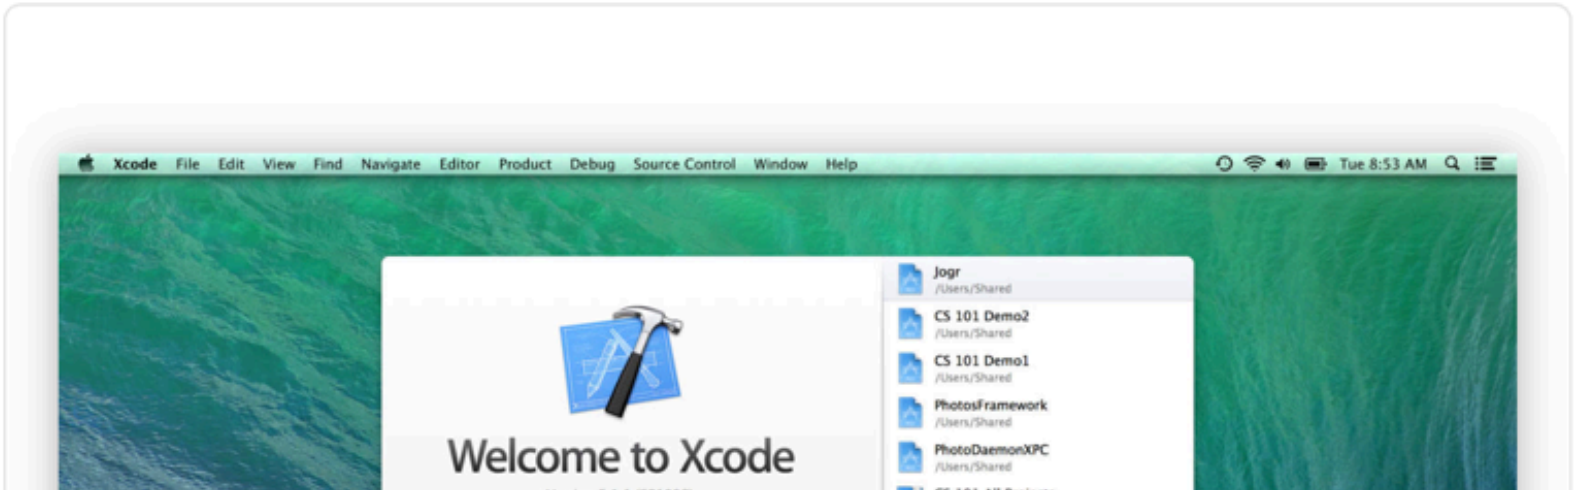 Xcode File Edit View Find Navigate Editor Product Debug Source Control Window Help Tue 8:53 AM
Jogr
/Users/Shared
CS 101 Demo2
/Users/Shared
CS 101 Demo1
/Users/Shared
PhotosFramework
/Users/Shared
PhotoDaemonXPC
/Users/Shared
Welcome to Xcode